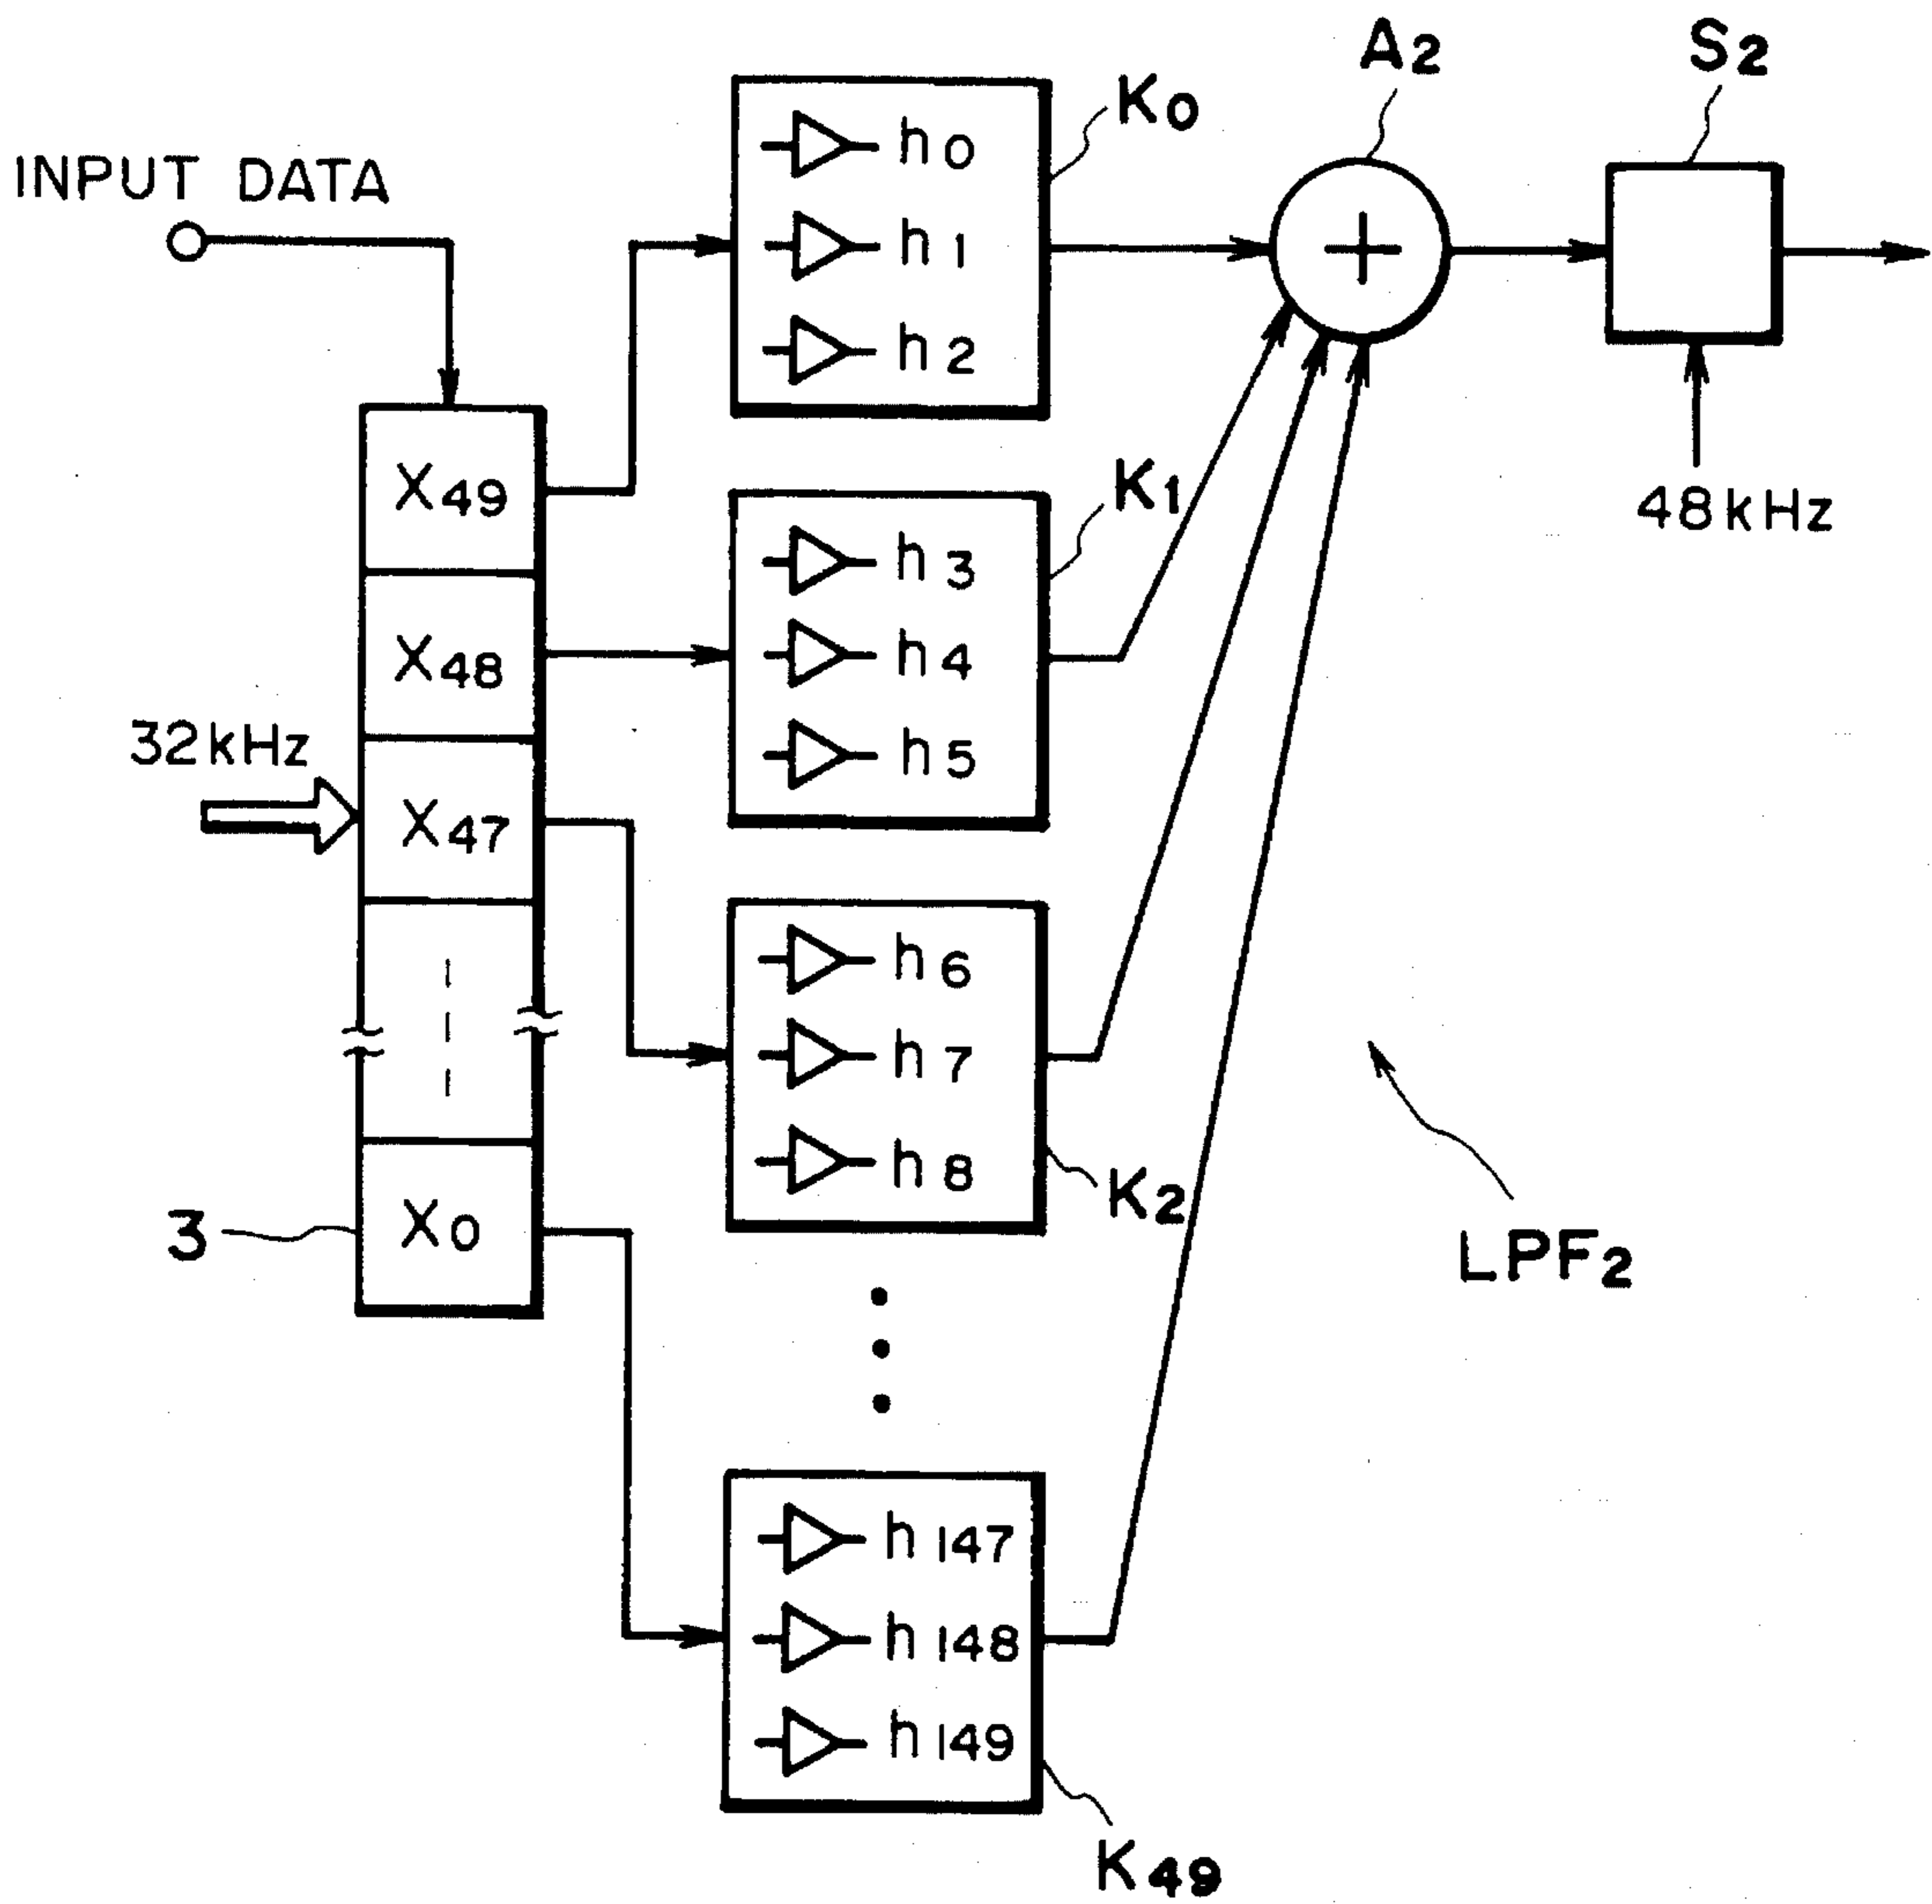 A2
S2
K0
INPUT DATA
h0
h1
h2
+
X49
K1
48kHz
h3
h4
h5
X48
32kHz
X47
h6
h7
h8
K2
3
X0
LPF2
h147
h148
h149
K49